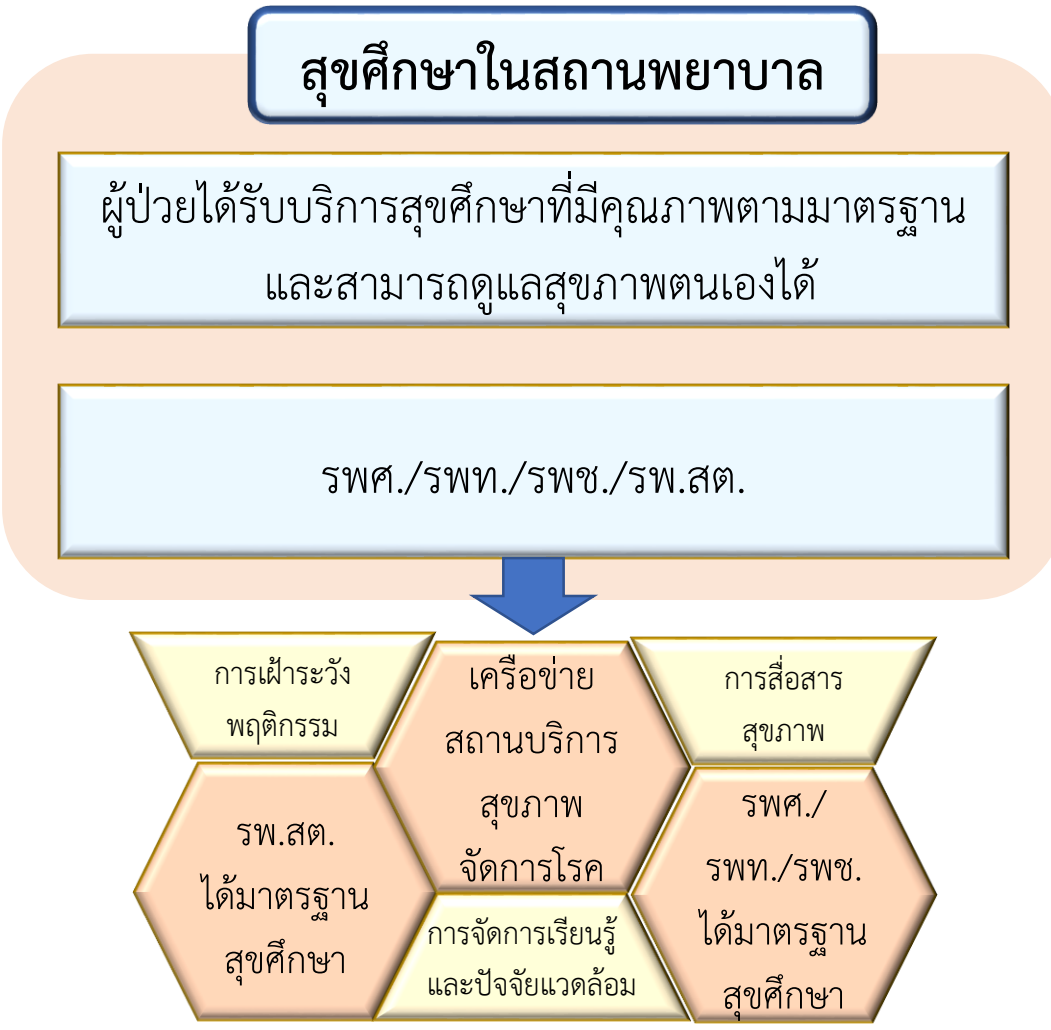 สุขศึกษาในสถานพยาบาล
ผู้ป่วยได้รับบริการสุขศึกษาที่มีคุณภาพตามมาตรฐาน
และสามารถดูแลสุขภาพตนเองได้
รพศ./รพท./รพช./รพ.สต.
การเฝ้าระวัง
พฤติกรรม
เครือข่าย
สถานบริการ
สุขภาพ
จัดการโรค
การสื่อสาร
สุขภาพ
รพ.สต.
ได้มาตรฐาน
สุขศึกษา
การจัดการเรียนรู้
และปัจจัยแวดล้อม
รพศ./
รพท./รพช.
ได้มาตรฐาน
สุขศึกษา